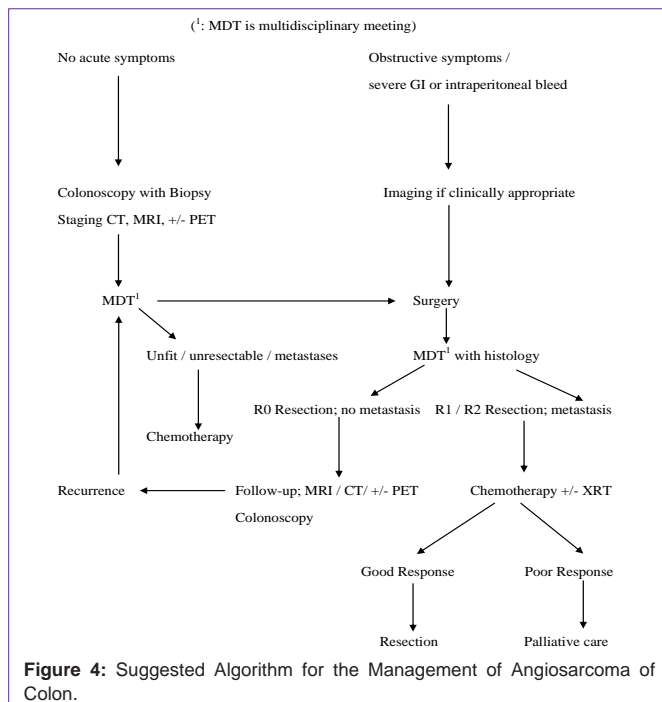 (¹: MDT is multidisciplinary meeting)
No acute symptoms
Obstructive symptoms /
severe GI or intraperitoneal bleed
Colonoscopy with Biopsy
Staging CT, MRI, +/- PET
Imaging if clinically appropriate
MDT¹
Surgery
Unfit / unresectable / metastases
MDT¹ with histology
R0 Resection; no metastasis
R1 / R2 Resection; metastasis
Chemotherapy
Recurrence
Follow-up; MRI / CT/ +/- PET
Colonoscopy
Chemotherapy +/- XRT
Good Response
Poor Response
Resection
Palliative care
Figure 4: Suggested Algorithm for the Management of Angiosarcoma of
Colon.